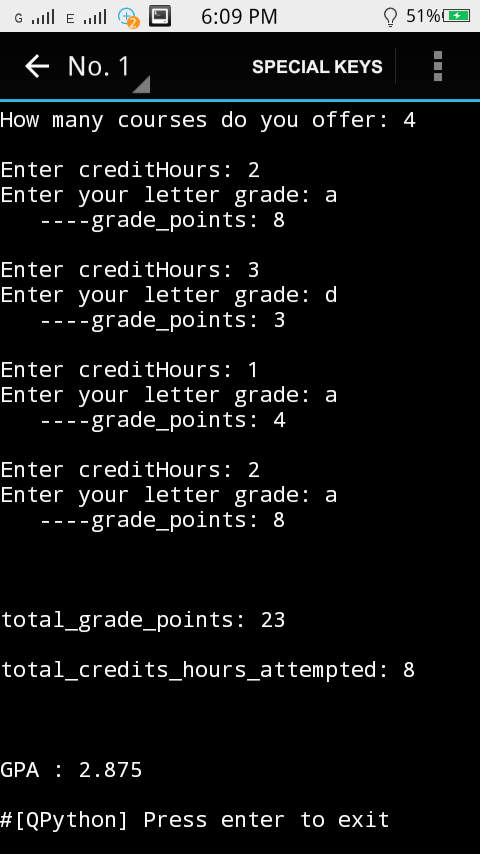 G E 2 6:09 PM 51%
No. 1 SPECIAL KEYS
How many courses do you offer: 4
Enter creditHours: 2
Enter your letter grade: a
----grade_points: 8
Enter creditHours: 3
Enter your letter grade: d
----grade_points: 3
Enter creditHours: 1
Enter your letter grade: a
----grade_points: 4
Enter creditHours: 2
Enter your letter grade: a
----grade_points: 8
total_grade_points: 23
total_credits_hours_attempted: 8
GPA : 2.875
#[QPython] Press enter to exit